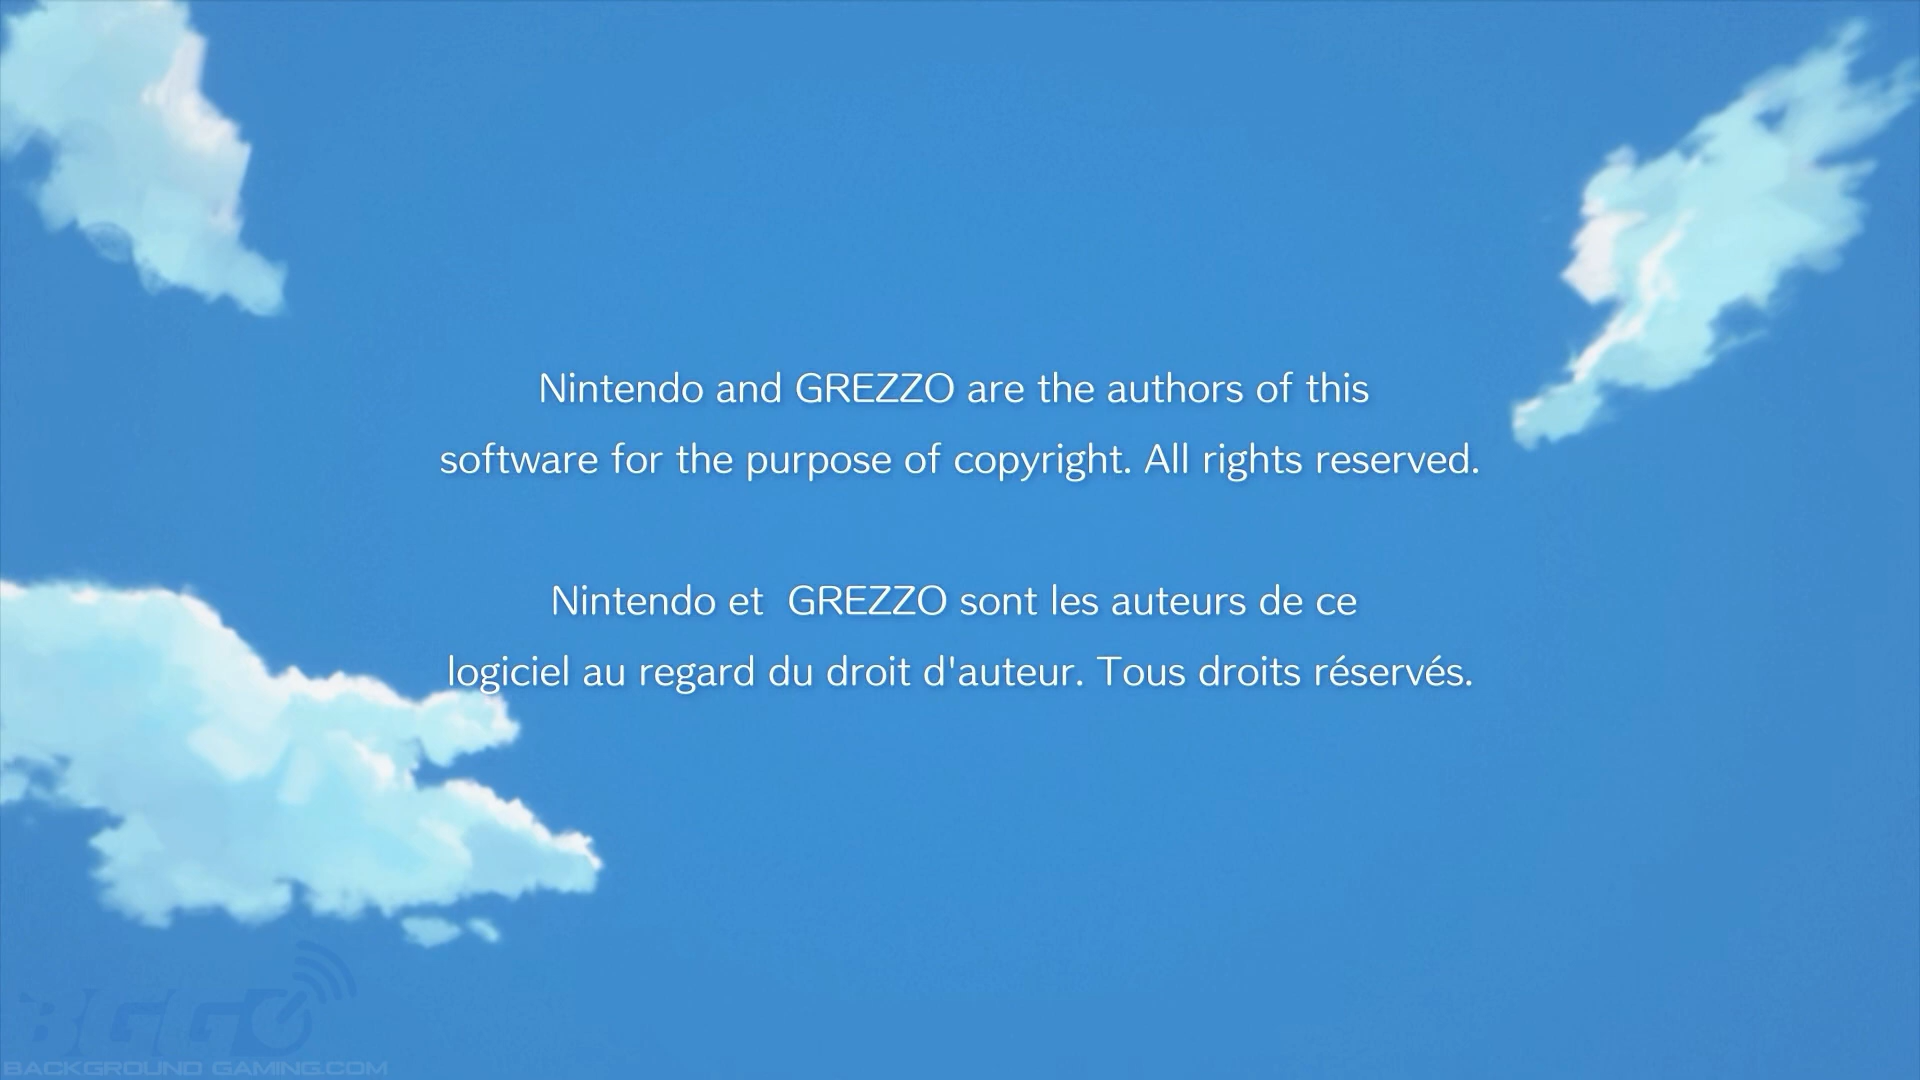 Nintendo and GREZZO are the authors of this
software for the purpose of copyright. All rights reserved.
Nintendo et  GREZZO sont les auteurs de ce
logiciel au regard du droit d'auteur. Tous droits réservés.
BGG
BACKGROUND GAMING.COM